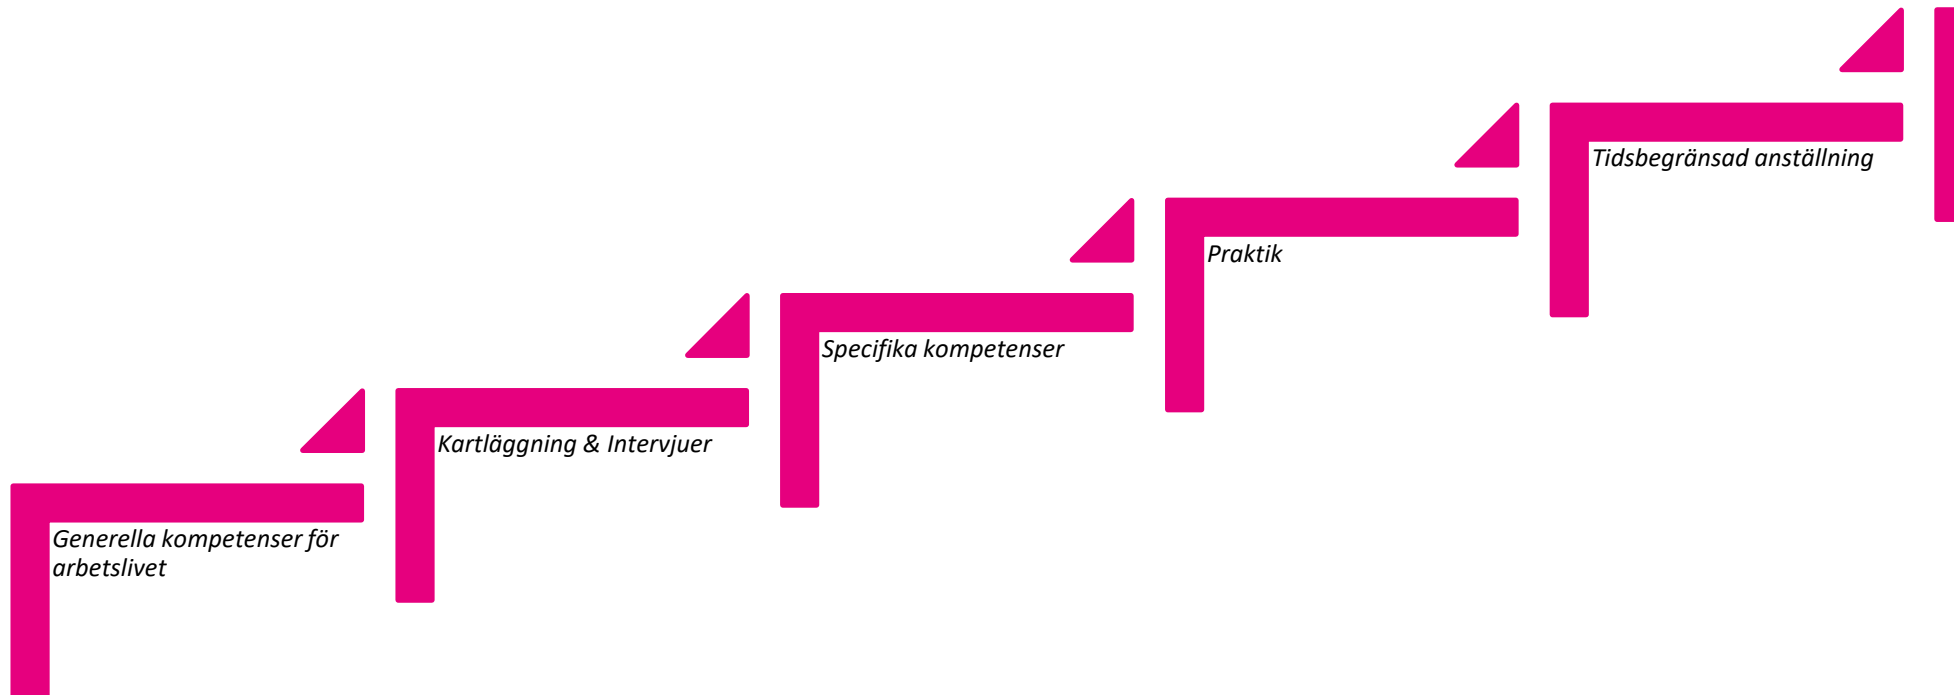 Generella kompetenser för
arbetslivet
Kartläggning & Intervjuer
Specifika kompetenser
Praktik
Tidsbegränsad anställning